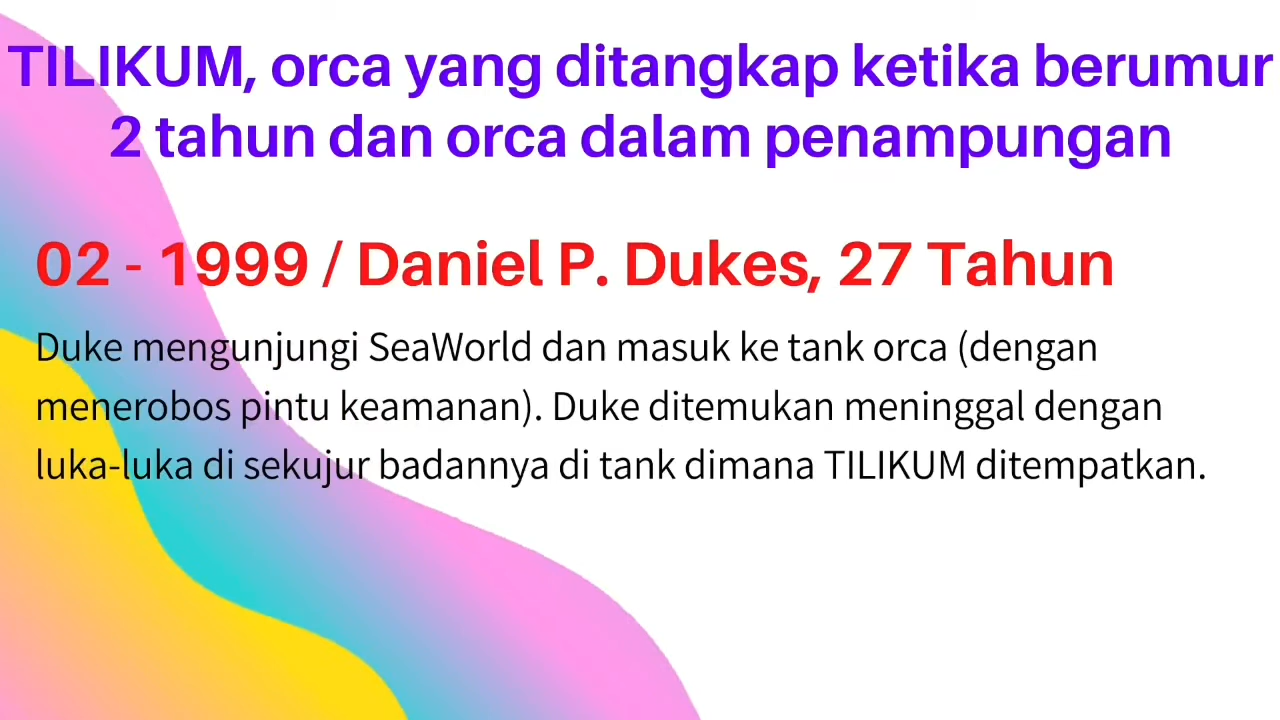 TILIKUM, orca yang ditangkap ketika berumur
2 tahun dan orca dalam penampungan
02 - 1999 / Daniel P. Dukes, 27 Tahun
Duke mengunjungi SeaWorld dan masuk ke tank orca (dengan
menerobos pintu keamanan). Duke ditemukan meninggal dengan
luka-luka di sekujur badannya di tank dimana TILIKUM ditempatkan.